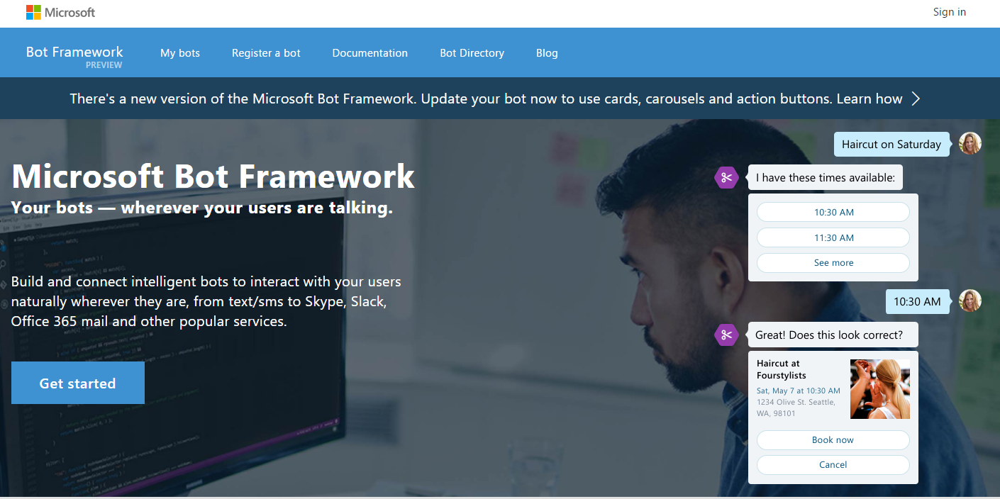 Microsoft
Sign in
Bot Framework
PREVIEW
My bots
Register a bot
Documentation
Bot Directory
Blog
There's a new version of the Microsoft Bot Framework. Update your bot now to use cards, carousels and action buttons. Learn how
Microsoft Bot Framework
Your bots — wherever your users are talking.
Build and connect intelligent bots to interact with your users
naturally wherever they are, from text/sms to Skype, Slack,
Office 365 mail and other popular services.
Get started
Haircut on Saturday
I have these times available:
10:30 AM
11:30 AM
See more
10:30 AM
Great! Does this look correct?
Haircut at
Fourstylists
Sat, May 7 at 10:30 AM
1234 Olive St. Seattle,
WA, 98101
Book now
Cancel